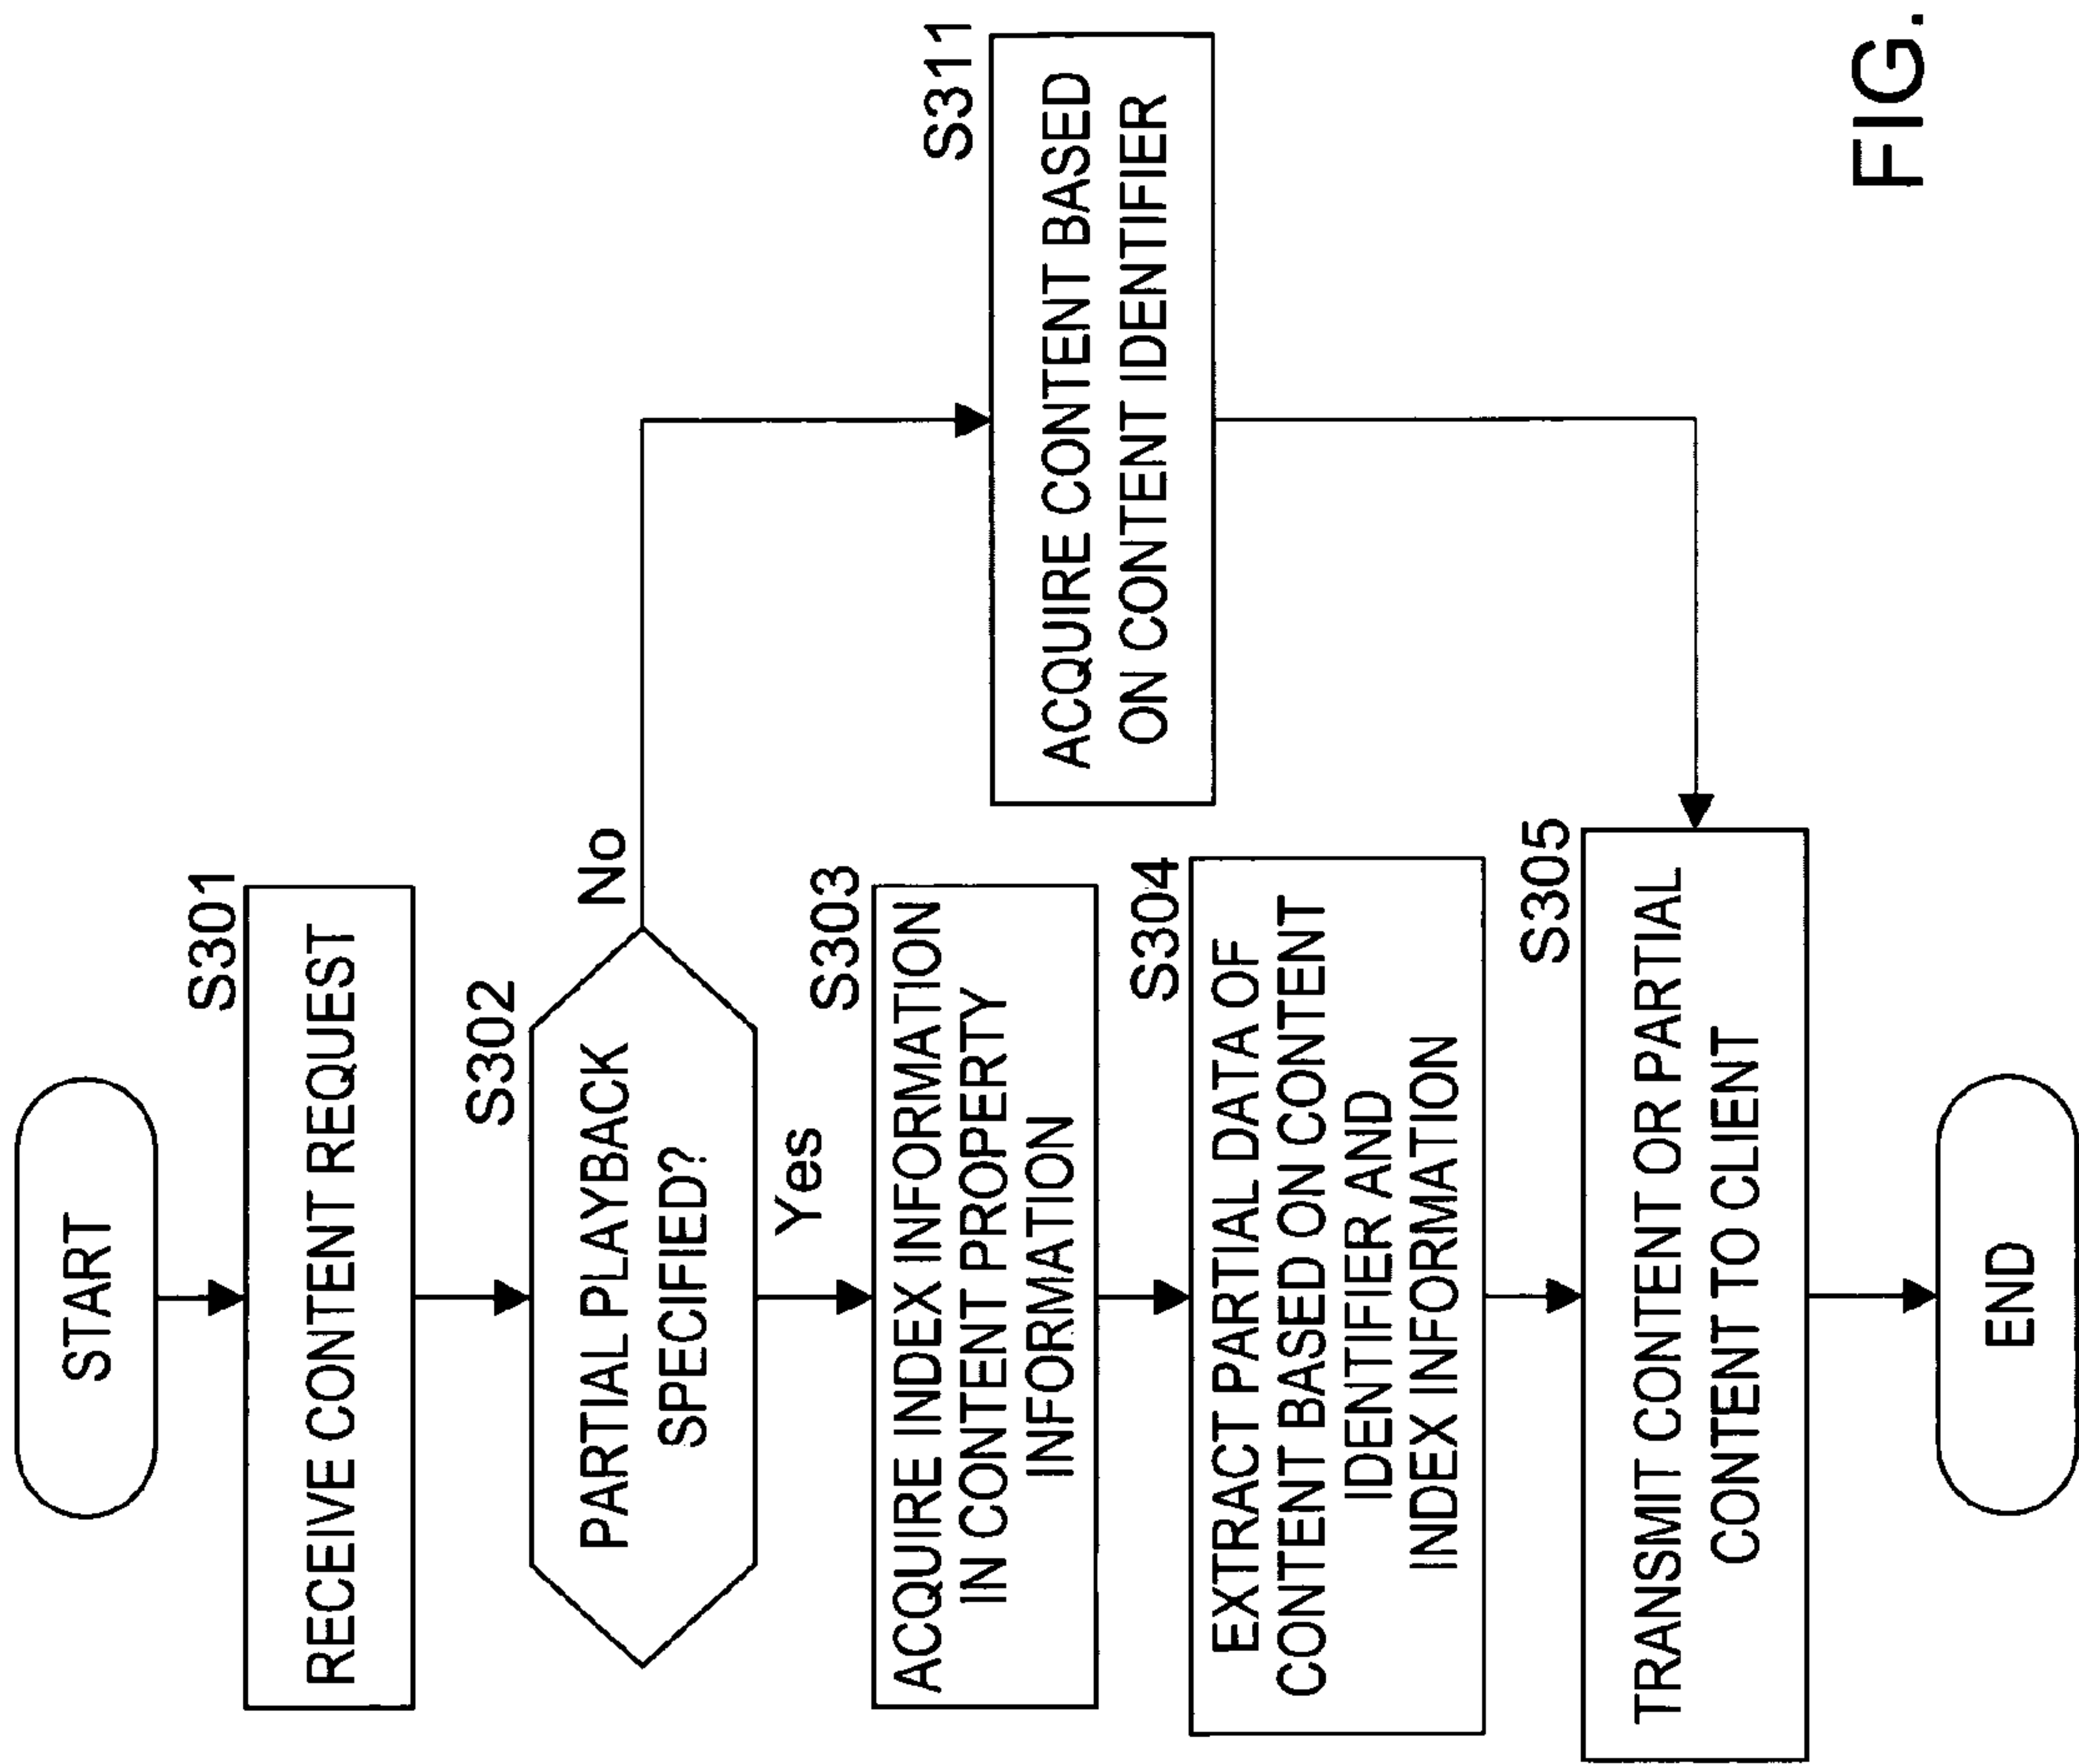 START
S301
RECEIVE CONTENT REQUEST
S302
PARTIAL PLAYBACK
SPECIFIED?
No
Yes
S303
ACQUIRE INDEX INFORMATION
IN CONTENT PROPERTY
INFORMATION
S311
ACQUIRE CONTENT BASED
ON CONTENT IDENTIFIER
S304
EXTRACT PARTIAL DATA OF
CONTENT BASED ON CONTENT
IDENTIFIER AND
INDEX INFORMATION
S305
TRANSMIT CONTENT OR PARTIAL
CONTENT TO CLIENT
END
FIG.